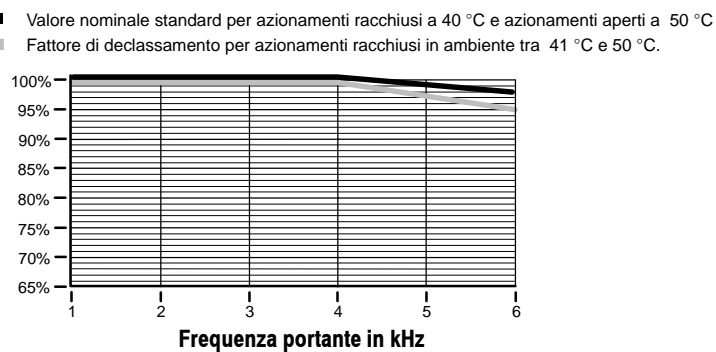 Valore nominale standard per azionamenti racchiusi a 40 °C e azionamenti aperti a 50 °C
Fattore di declassamento per azionamenti racchiusi in ambiente tra 41 °C e 50 °C.
100%
95%
90%
85%
80%
75%
70%
65%
1 2 3 4 5 6
Frequenza portante in kHz